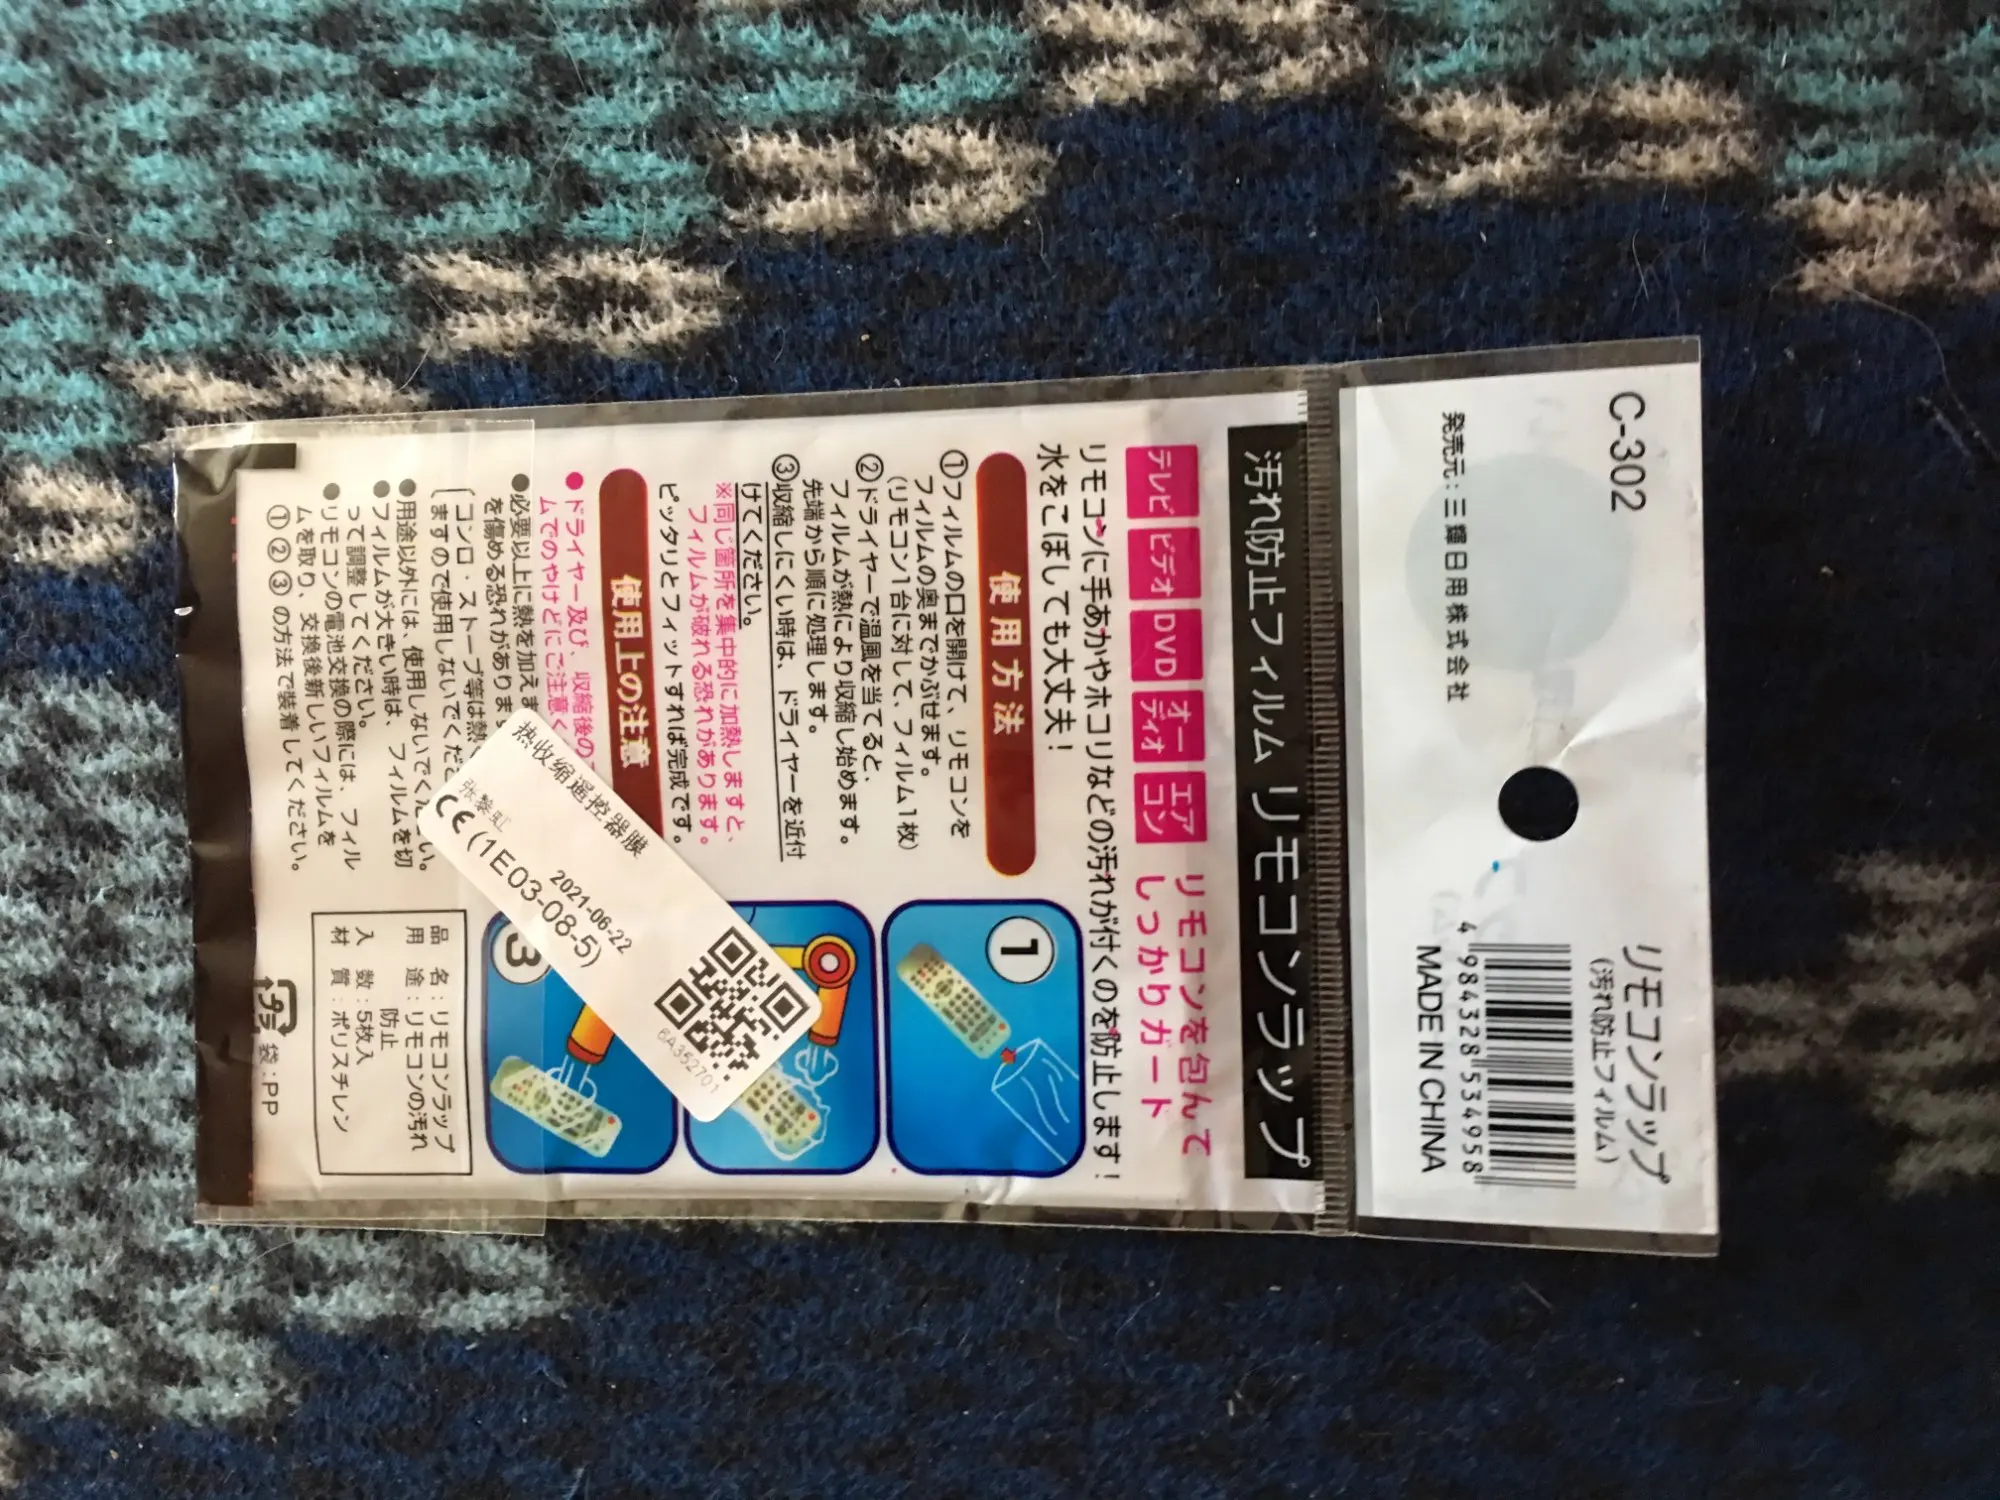 C-302
発売元：三輝日用株式会社
リモコンラップ
(汚れ防止フィルム)
4 984328 534958
MADE IN CHINA
汚れ防止フィルム リモコンラップ
テレビ
ビデオ
DVD
オーディオ
エアコン
リモコンを包んで
しっかりガード
リモコンに手あかやホコリなどの汚れが付くのを防止します！
水をこぼしても大丈夫！
使用方法
①フィルムの口を開けて、リモコンを
フィルムの奥までかぶせます。
(リモコン1台に対して、フィルム1枚)
②ドライヤーで温風を当てると、
フィルムが熱により収縮し始めます。
先端から順に処理します。
③収縮しにくい時は、ドライヤーを近付
けてください。
※同じ箇所を集中的に加熱しますと、
フィルムが破れる恐れがあります。
ピッタリとフィットすれば完成です。
1
3
使用上の注意
●ドライヤー及び、収縮後の
ムでのやけどにご注意く
●必要以上に熱を加えま
を傷める恐れがあります
(コンロ・ストーブ等は熱
ますので使用しないでくださ
●用途以外には、使用しないでください。
●フィルムが大きい時は、フィルムを切
って調整してください。
●リモコンの電池交換の際には、フィル
ムを取り、交換後新しいフィルムを
①②③の方法で装着してください。
品名：リモコンラップ
用途：リモコンの汚れ
防止
入数：5枚入
材質：ポリスチレン
プラ
袋：PP
热收缩遥控器膜
张黎虹
2021-06-22
CE (1E03-08-5)
6A352701